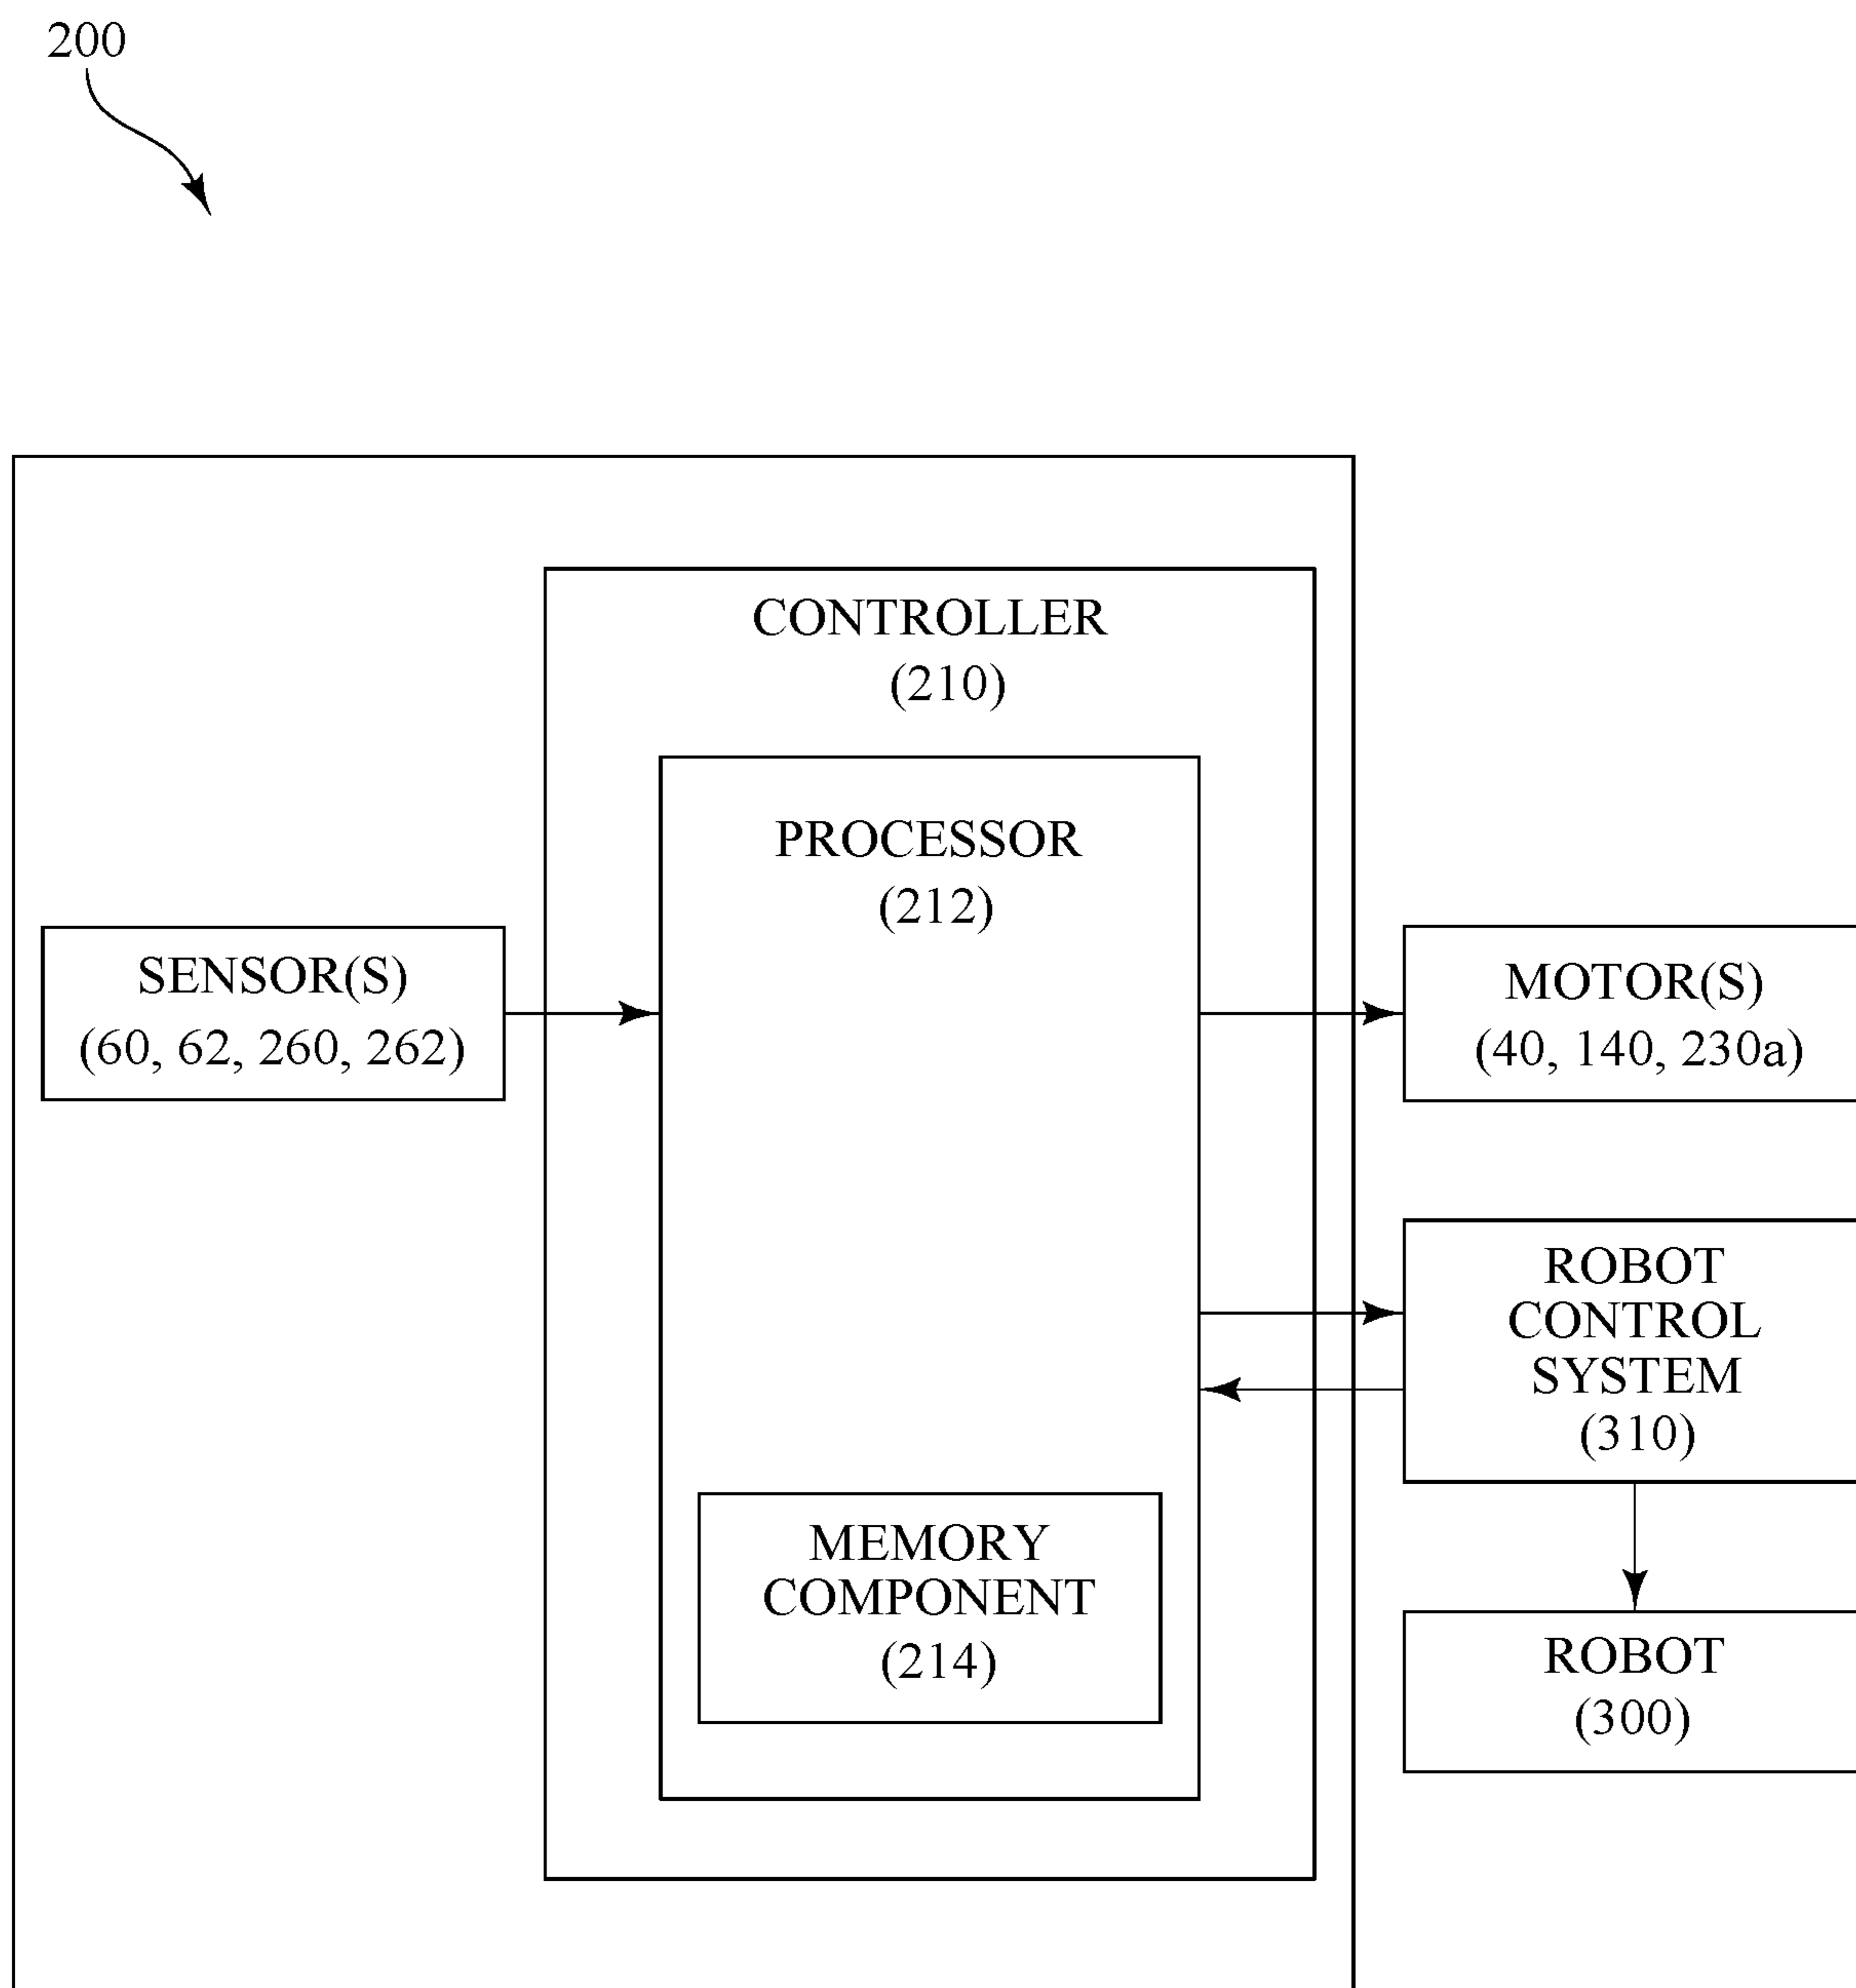 200
CONTROLLER
(210)
PROCESSOR
(212)
SENSOR(S)
(60, 62, 260, 262)
MOTOR(S)
(40, 140, 230a)
ROBOT
CONTROL
SYSTEM
(310)
MEMORY
COMPONENT
(214)
ROBOT
(300)